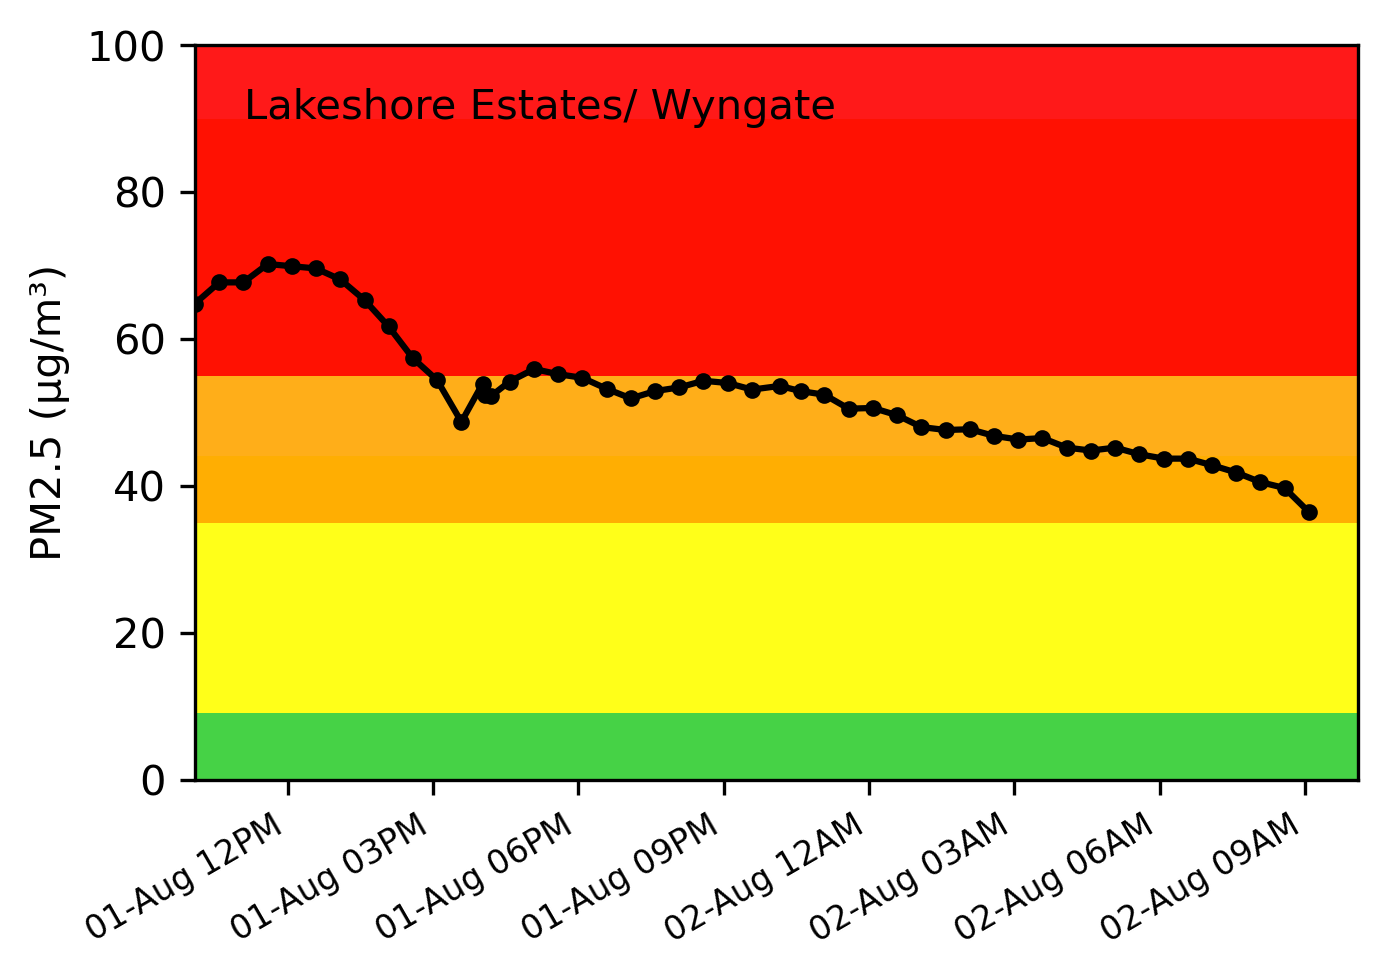 Lakeshore Estates/ Wyngate
PM2.5 (µg/m³)
100
80
60
40
20
0
01-Aug 12PM
01-Aug 03PM
01-Aug 06PM
01-Aug 09PM
02-Aug 12AM
02-Aug 03AM
02-Aug 06AM
02-Aug 09AM